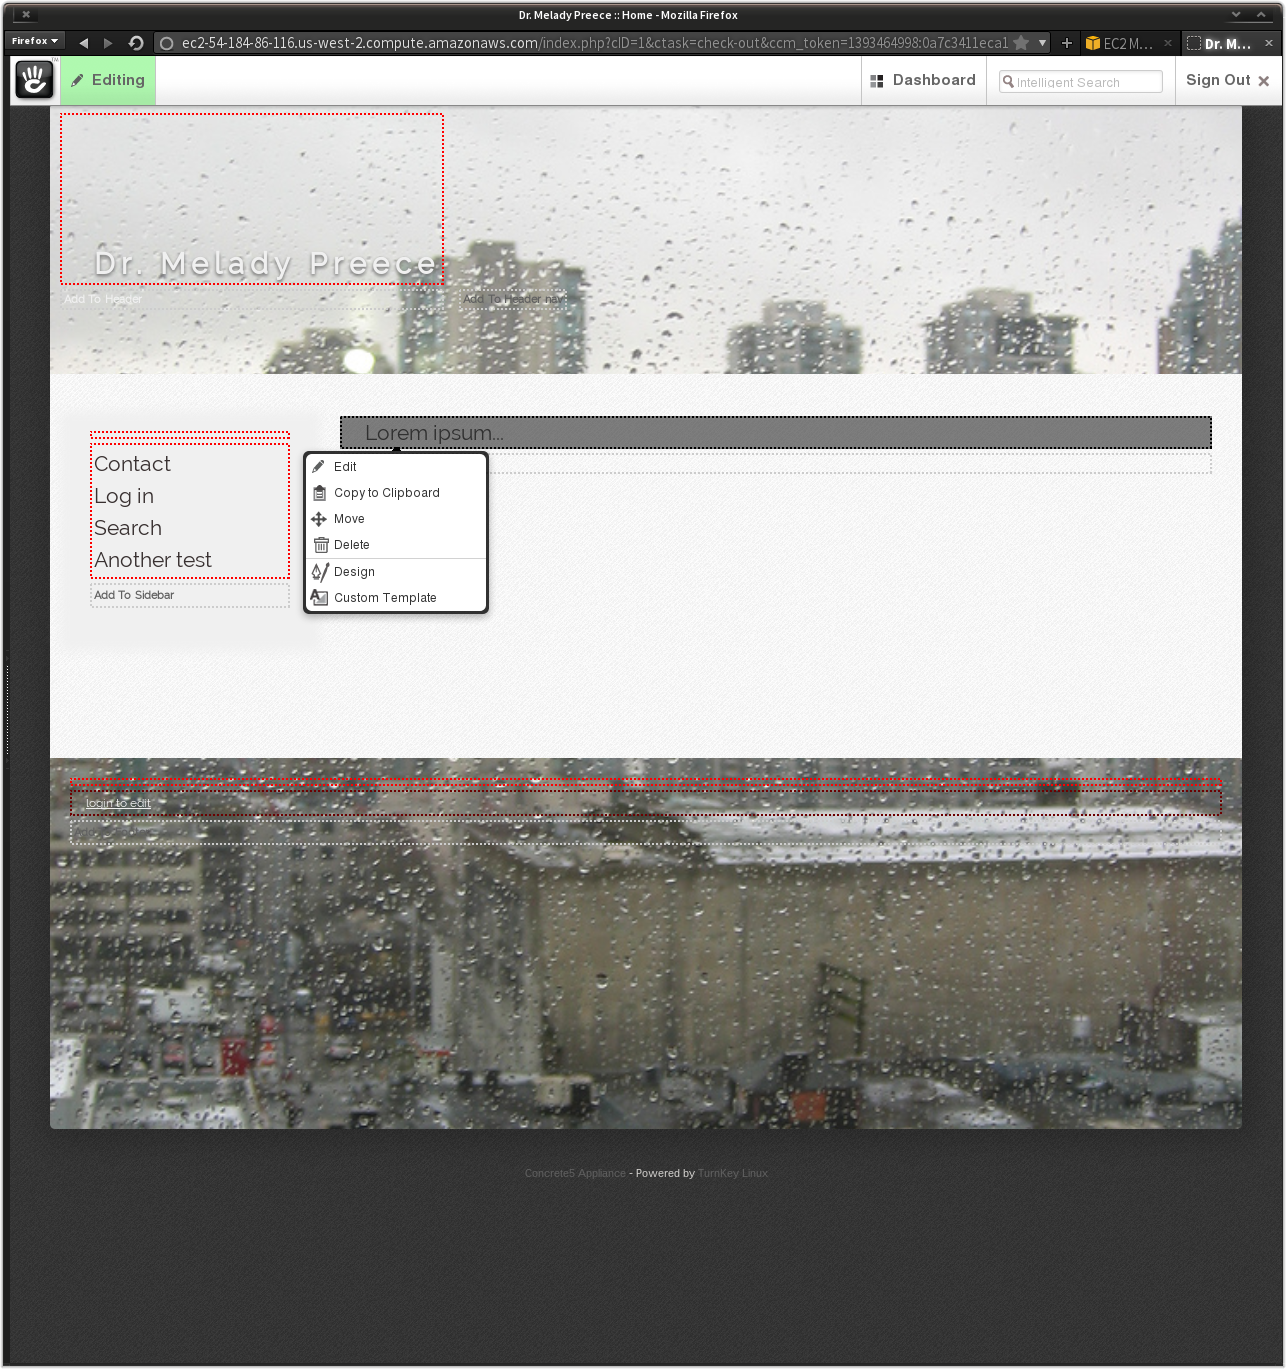 Dr. Melady Preece :: Home - Mozilla Firefox
Firefox
ec2-54-184-86-116.us-west-2.compute.amazonaws.com/index.php?cID=1&ctask=check-out&ccm_token=1393464998:0a7c3411eca1
EC2 M...
Dr. M...
Editing
Dashboard
Intelligent Search
Sign Out
Dr. Melady Preece
Add To Header
Add To Header nav
Lorem ipsum...
Contact
Log in
Search
Another test
Add To Sidebar
Edit
Copy to Clipboard
Move
Delete
Design
Custom Template
login to edit
Concrete5 Appliance - Powered by TurnKey Linux